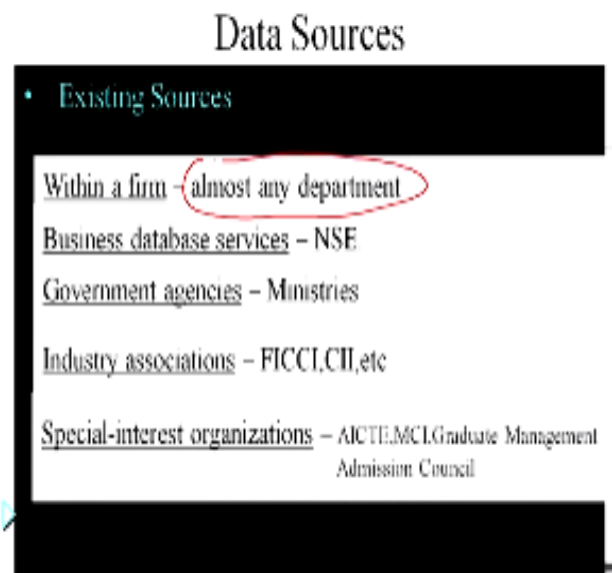 Data Sources
• Existing Sources
Within a firm – almost any department
Business database services – NSE
Government agencies – Ministries
Industry associations – FICCI,CII,etc
Special-interest organizations – AICTE,MCI,Graduate Management
Admission Council